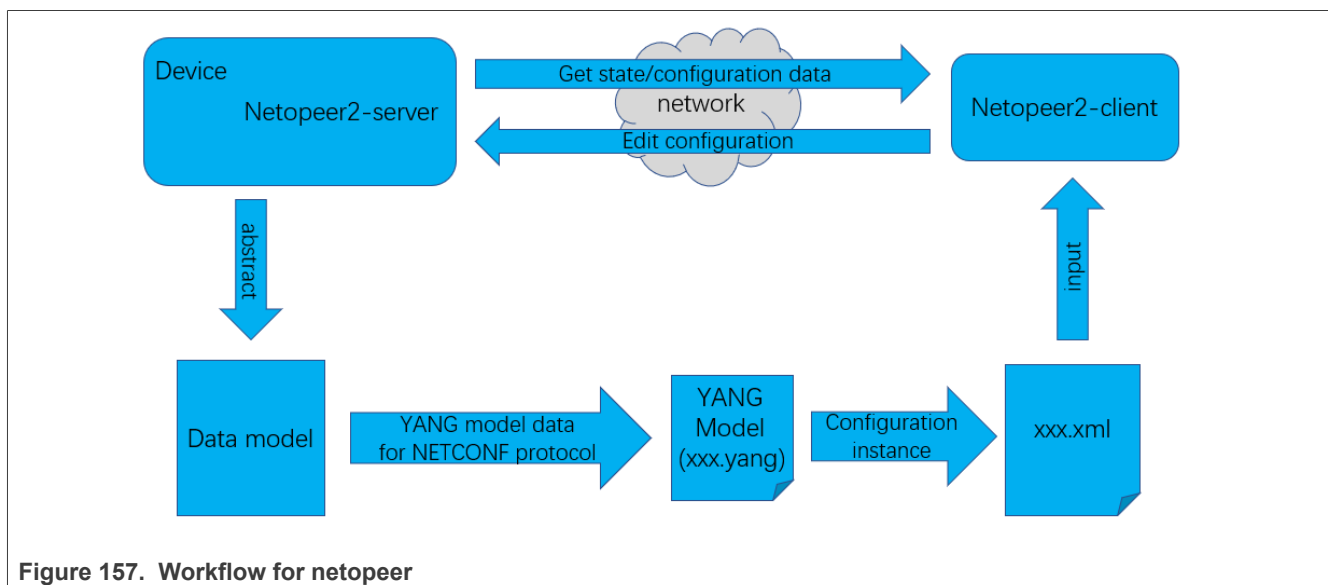 Device
Netopeer2-server
Get state/configuration data
network
Edit configuration
Netopeer2-client
abstract
input
Data model
YANG model data
for NETCONF protocol
YANG
Model
(xxx.yang)
Configuration
instance
xxx.xml
Figure 157. Workflow for netopeer